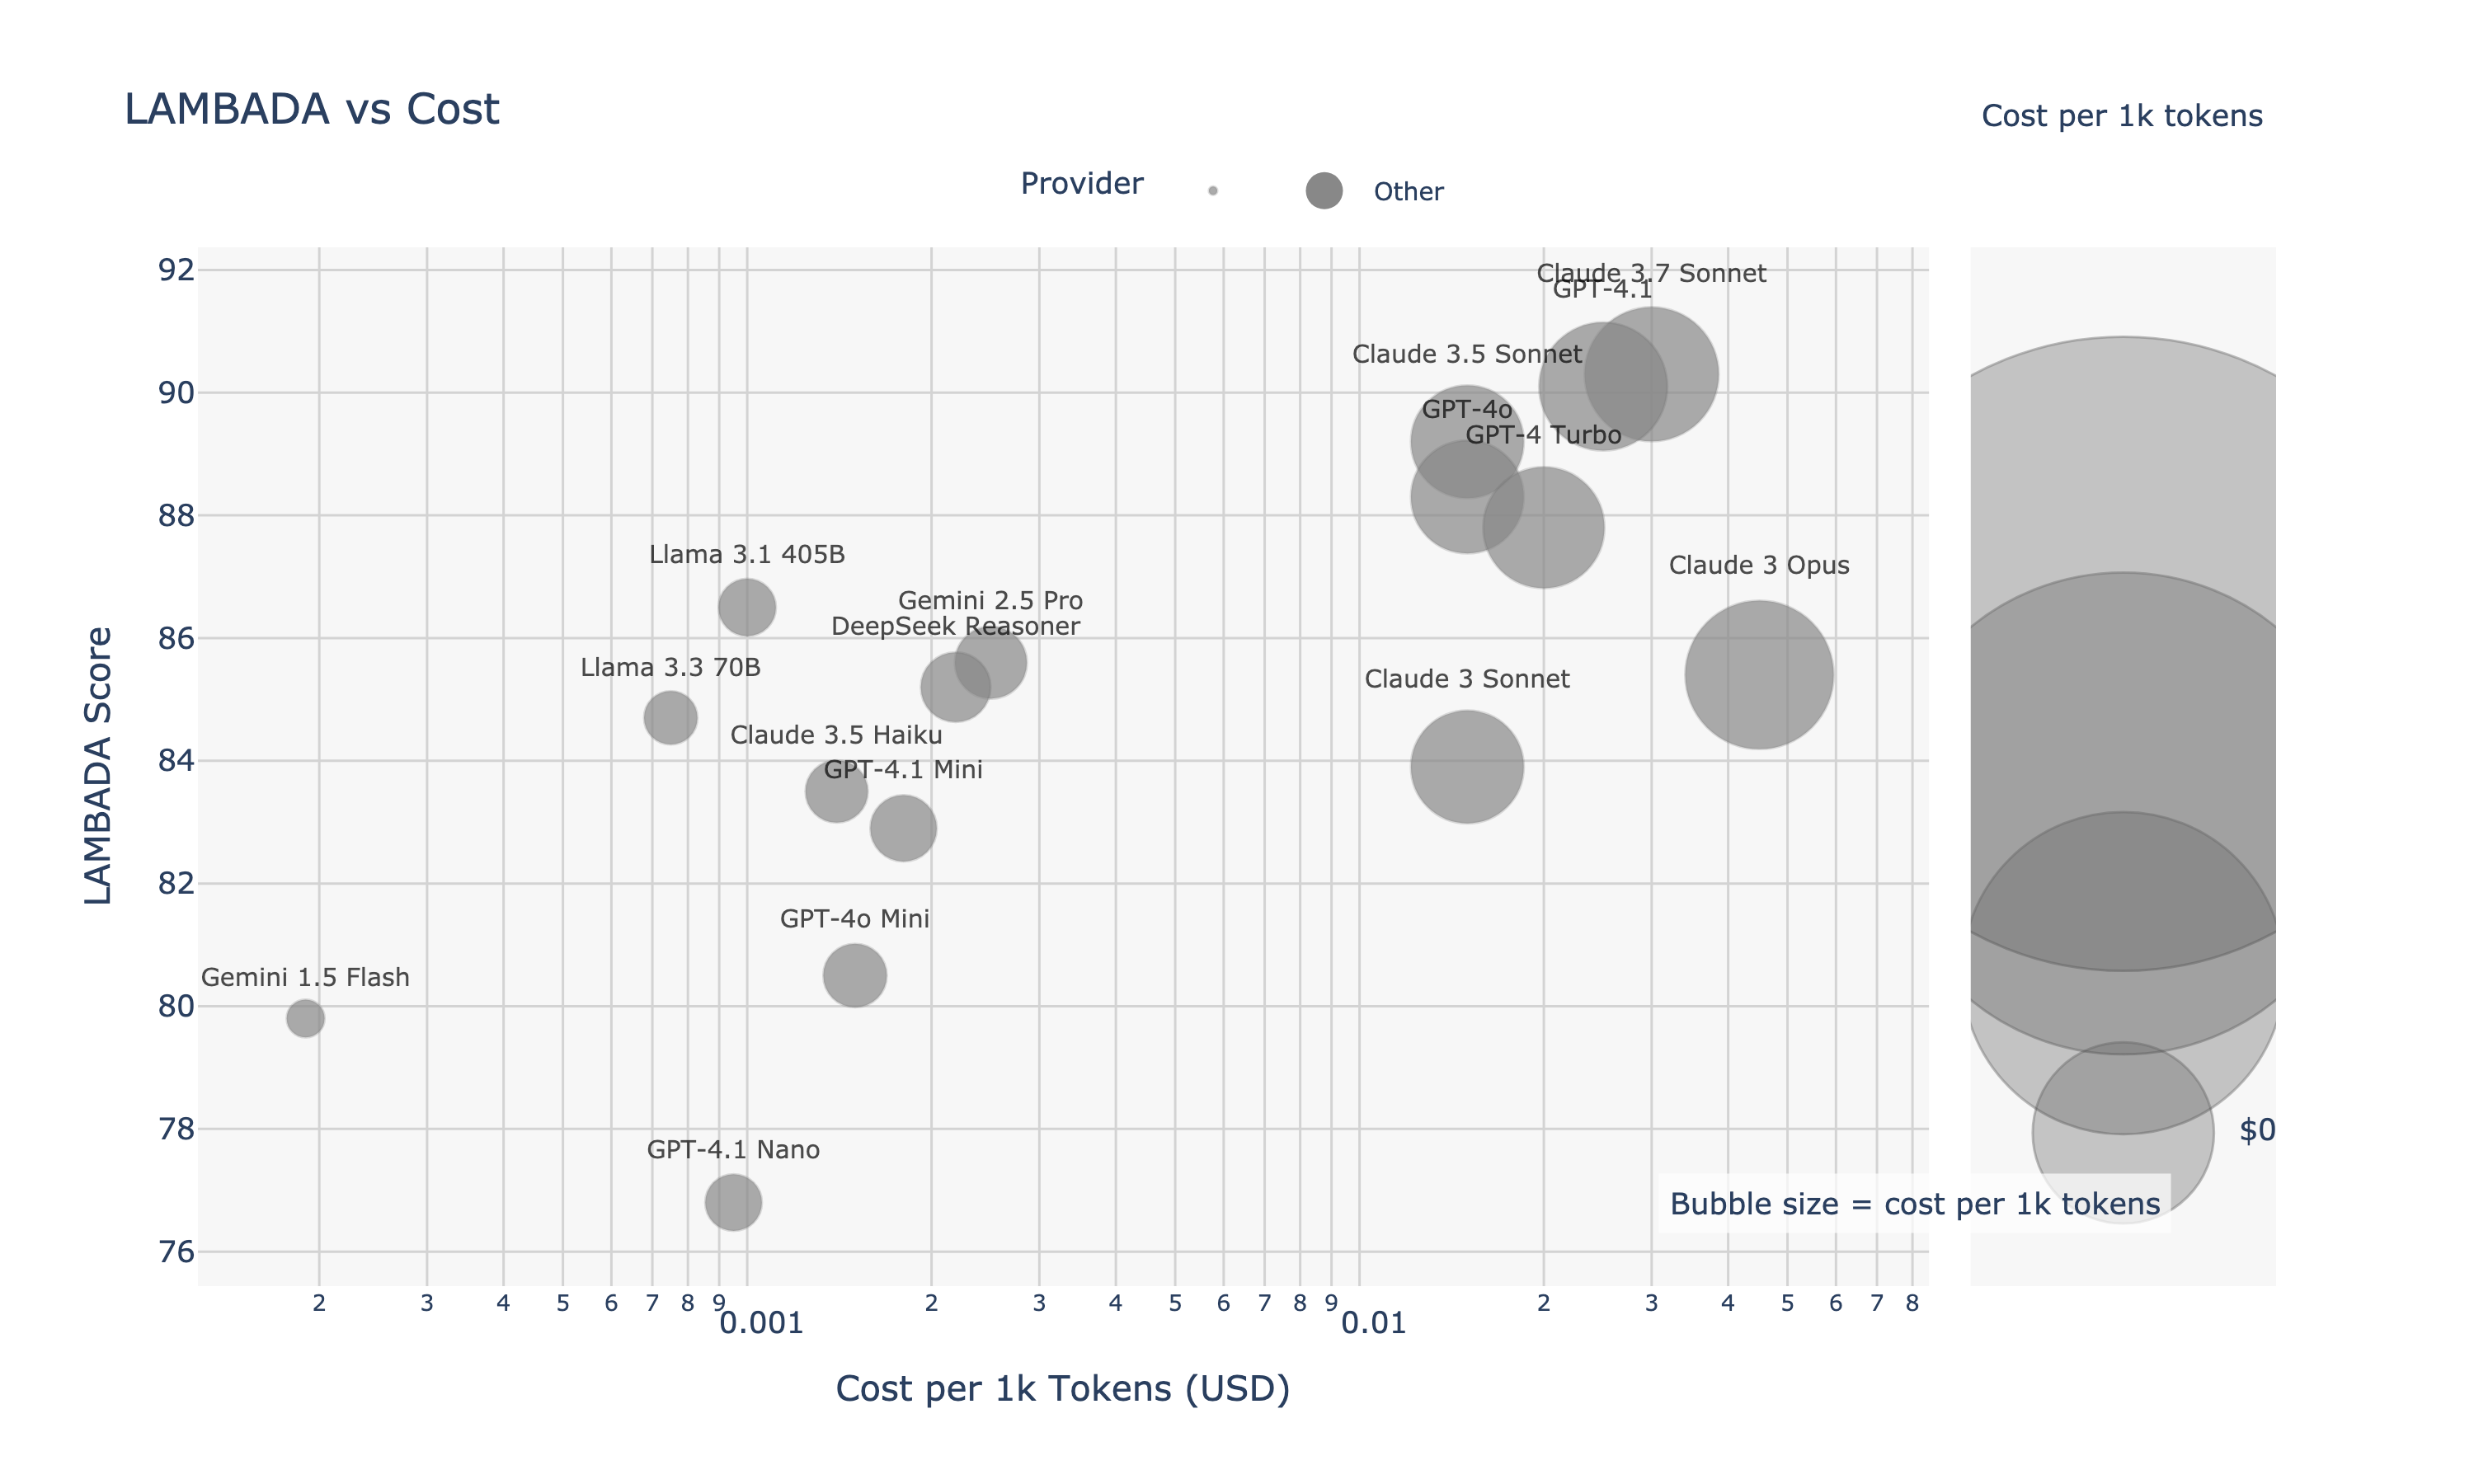 LAMBADA vs Cost
Cost per 1k tokens
Provider
Other
92
90
88
86
84
82
80
78
76
LAMBADA Score
Claude 3.7 Sonnet
GPT-4.1
Claude 3.5 Sonnet
GPT-4o
GPT-4 Turbo
Llama 3.1 405B
Claude 3 Opus
Gemini 2.5 Pro
DeepSeek Reasoner
Llama 3.3 70B
Claude 3 Sonnet
Claude 3.5 Haiku
GPT-4.1 Mini
GPT-4o Mini
Gemini 1.5 Flash
GPT-4.1 Nano
$0
Bubble size = cost per 1k tokens
2 3 4 5 6 7 8 9 0.001 2 3 4 5 6 7 8 9 0.01 2 3 4 5 6 7 8
Cost per 1k Tokens (USD)